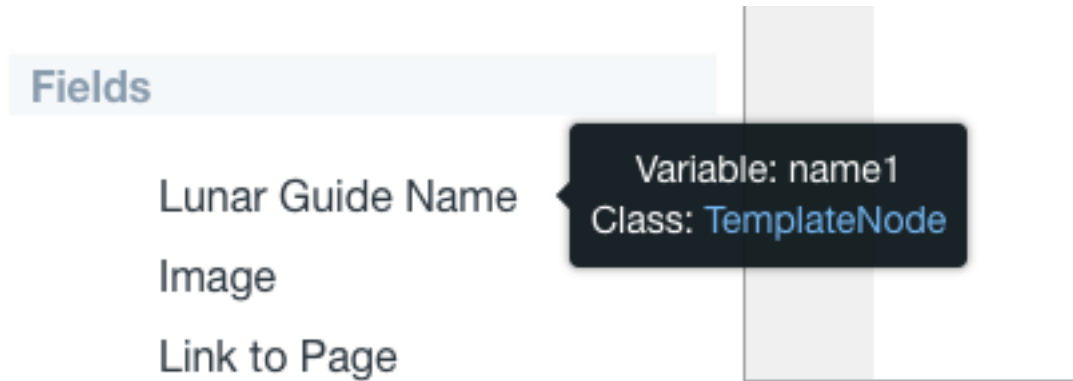 Fields
Lunar Guide Name
Variable: name1
Class: TemplateNode
Image
Link to Page